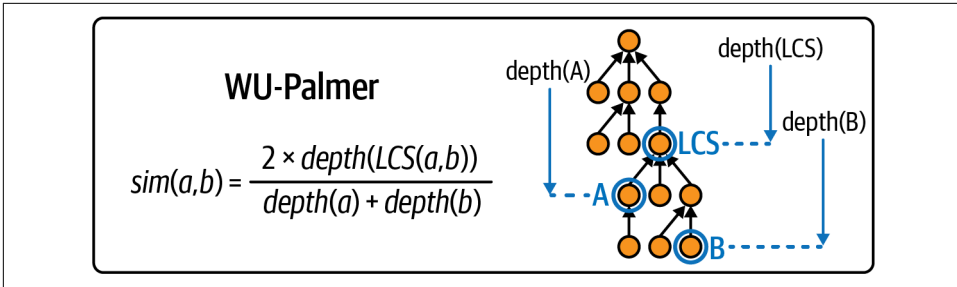 WU-Palmer
sim(a,b) = 2 × depth(LCS(a,b))
depth(a) + depth(b)
depth(A)
depth(LCS)
depth(B)
LCS
A
B